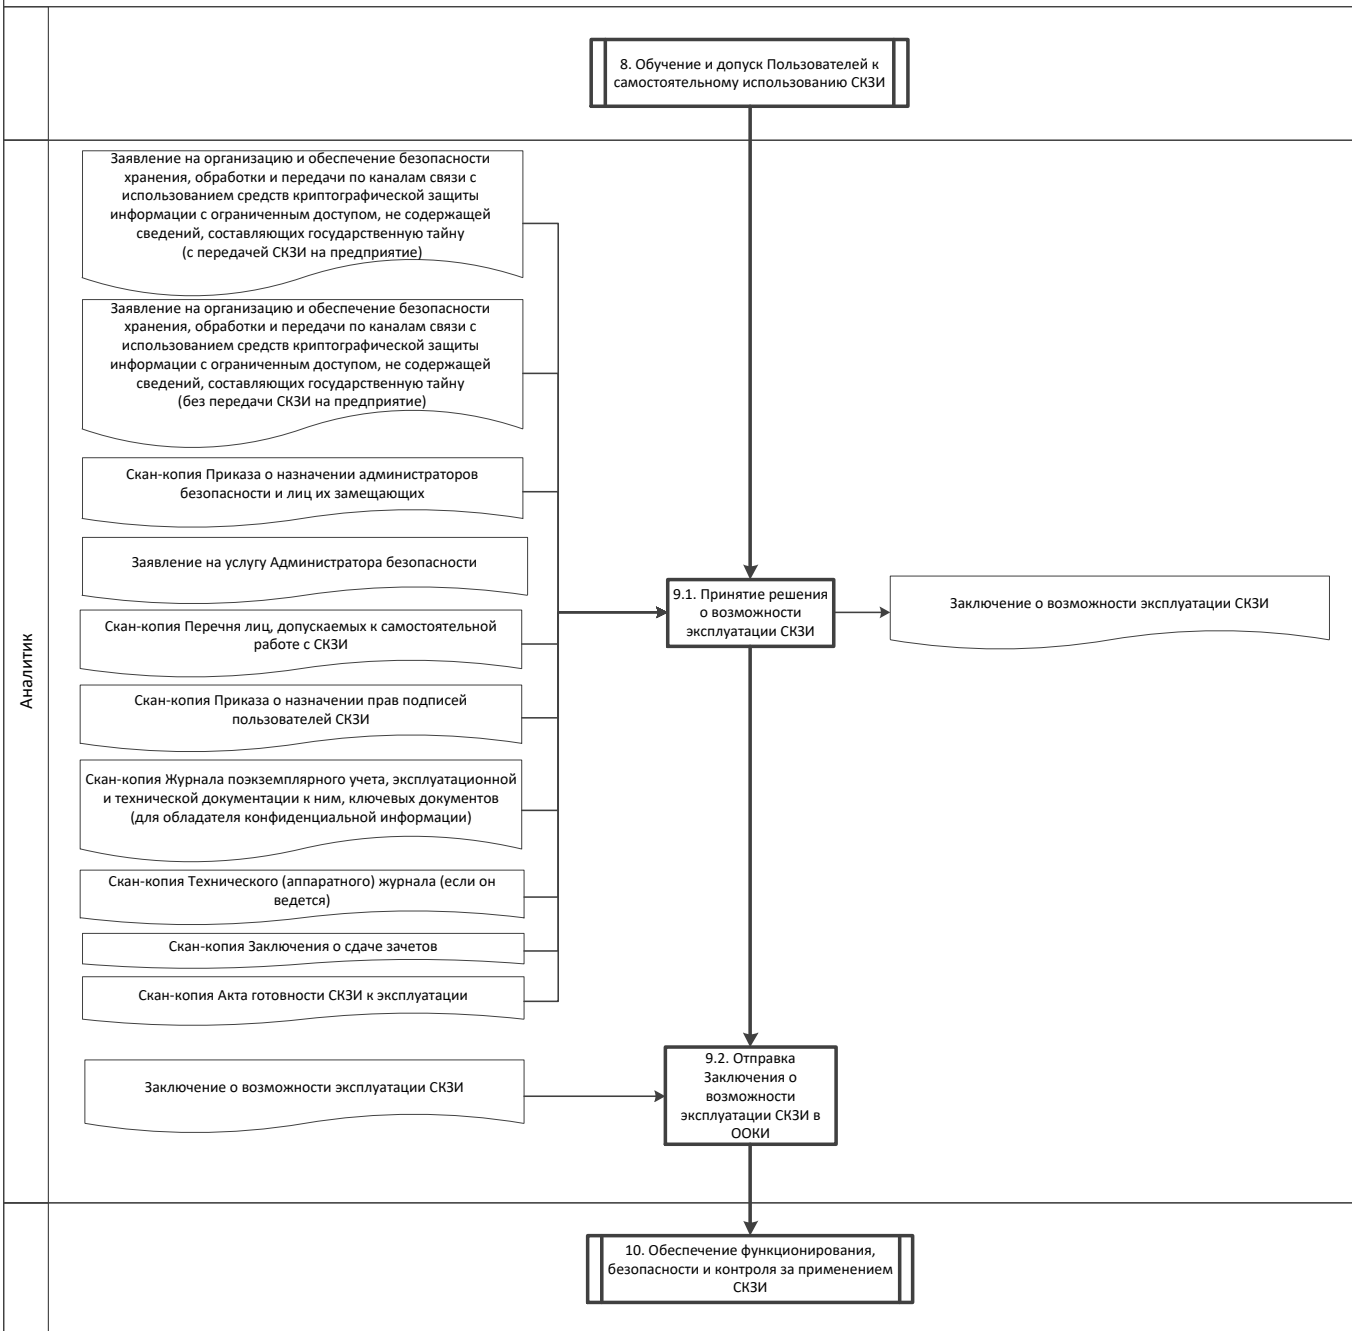 8. Обучение и допуск Пользователей к
самостоятельному использованию СКЗИ
Аналитик
Заявление на организацию и обеспечение безопасности
хранения, обработки и передачи по каналам связи с
использованием средств криптографической защиты
информации с ограниченным доступом, не содержащей
сведений, составляющих государственную тайну
(с передачей СКЗИ на предприятие)
Заявление на организацию и обеспечение безопасности
хранения, обработки и передачи по каналам связи с
использованием средств криптографической защиты
информации с ограниченным доступом, не содержащей
сведений, составляющих государственную тайну
(без передачи СКЗИ на предприятие)
Скан-копия Приказа о назначении администраторов
безопасности и лиц их замещающих
Заявление на услугу Администратора безопасности
Скан-копия Перечня лиц, допускаемых к самостоятельной
работе с СКЗИ
Скан-копия Приказа о назначении прав подписей
пользователей СКЗИ
Скан-копия Журнала поэкземплярного учета, эксплуатационной
и технической документации к ним, ключевых документов
(для обладателя конфиденциальной информации)
Скан-копия Технического (аппаратного) журнала (если он
ведется)
Скан-копия Заключения о сдаче зачетов
Скан-копия Акта готовности СКЗИ к эксплуатации
9.1. Принятие решения
о возможности
эксплуатации СКЗИ
Заключение о возможности эксплуатации СКЗИ
Заключение о возможности эксплуатации СКЗИ
9.2. Отправка
Заключения о
возможности
эксплуатации СКЗИ в
ООКИ
10. Обеспечение функционирования,
безопасности и контроля за применением
СКЗИ